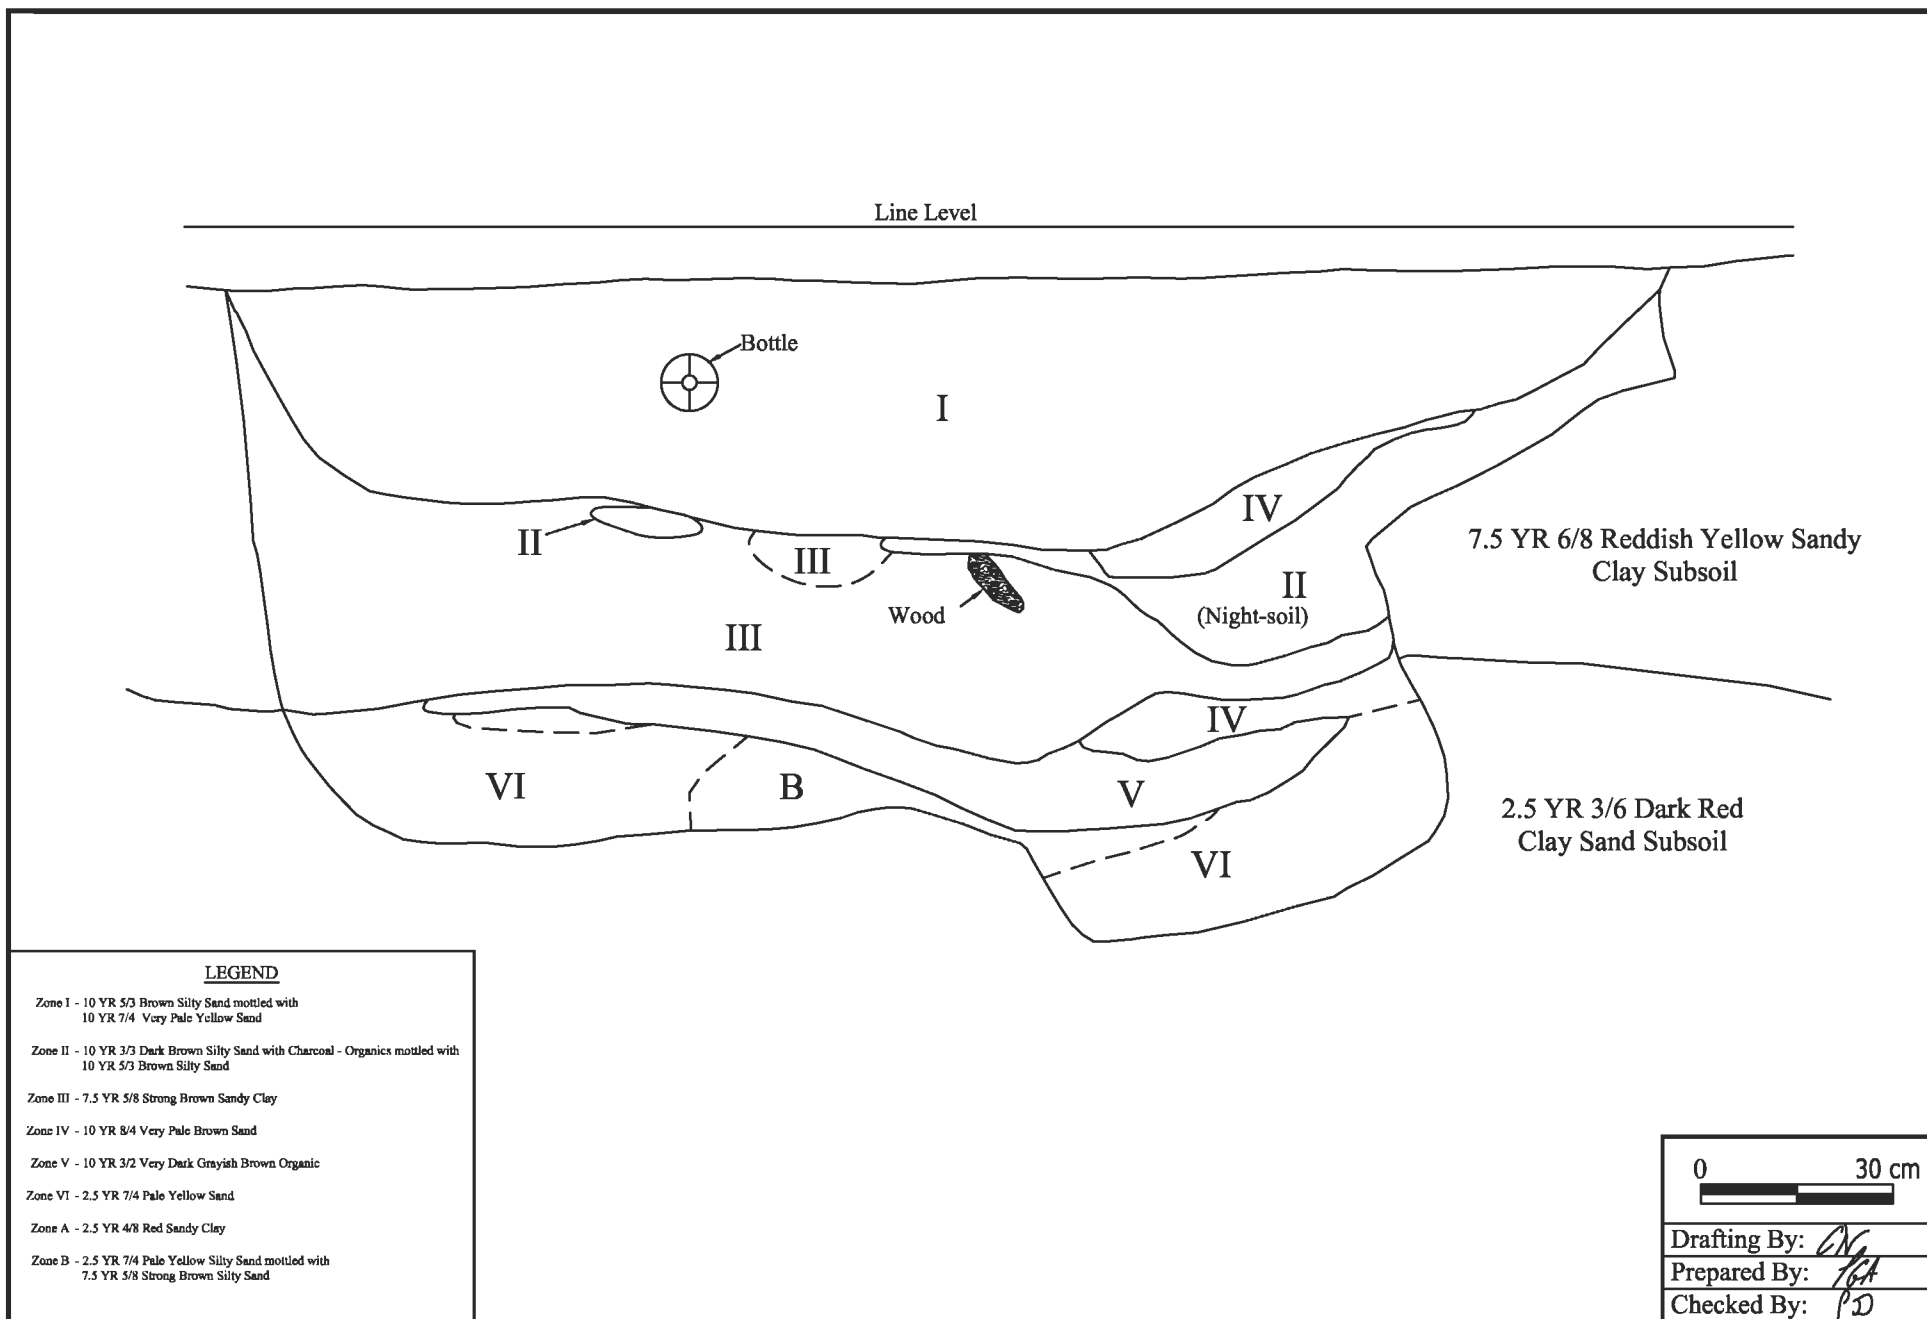 Line Level
Bottle
I
IV
II
III
7.5 YR 6/8 Reddish Yellow Sandy
Clay Subsoil
II
(Night-soil)
Wood
III
IV
VI
B
V
2.5 YR 3/6 Dark Red
Clay Sand Subsoil
VI
LEGEND
Zone I - 10 YR 5/3 Brown Silty Sand mottled with
10 YR 7/4 Very Pale Yellow Sand
Zone II - 10 YR 3/3 Dark Brown Silty Sand with Charcoal - Organics mottled with
10 YR 5/3 Brown Silty Sand
Zone III - 7.5 YR 5/8 Strong Brown Sandy Clay
Zone IV - 10 YR 8/4 Very Pale Brown Sand
Zone V - 10 YR 3/2 Very Dark Grayish Brown Organic
Zone VI - 2.5 YR 7/4 Pale Yellow Sand
Zone A - 2.5 YR 4/8 Red Sandy Clay
Zone B - 2.5 YR 7/4 Pale Yellow Silty Sand mottled with
7.5 YR 5/8 Strong Brown Silty Sand
0 30 cm
Drafting By:
Prepared By:
Checked By: PD